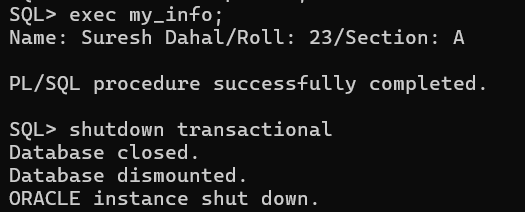 SQL> exec my_info;
Name: Suresh Dahal/Roll: 23/Section: A
PL/SQL procedure successfully completed.
SQL> shutdown transactional
Database closed.
Database dismounted.
ORACLE instance shut down.